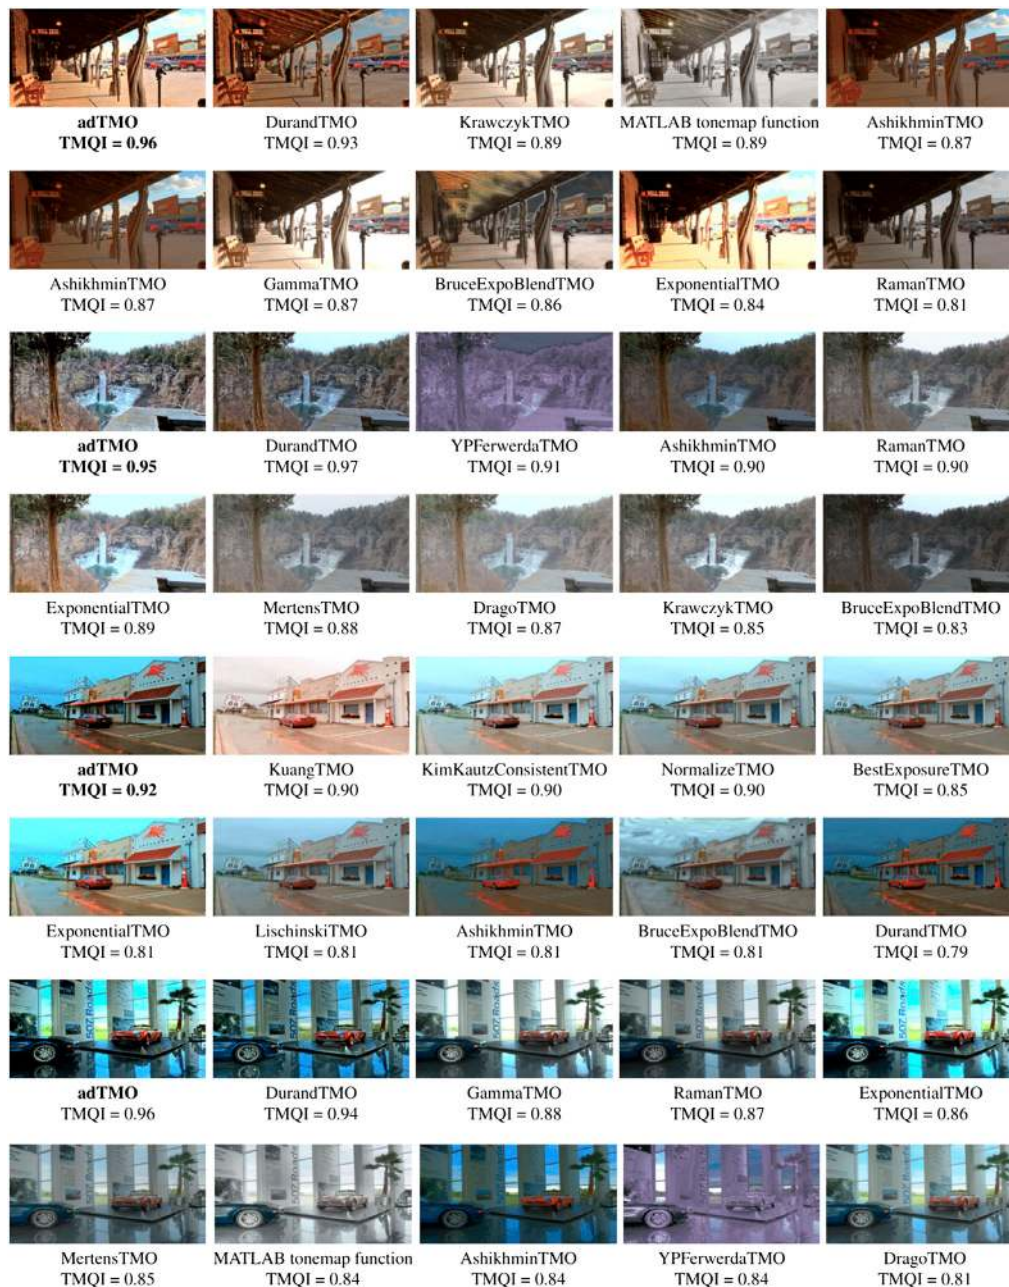 adTMO DurandTMO KrawczykTMO MATLAB tonemap function AshikhminTMO
TMQI = 0.96 TMQI = 0.93 TMQI = 0.89 TMQI = 0.89 TMQI = 0.87
AshikhminTMO GammaTMO BruceExpoBlendTMO ExponentialTMO RamanTMO
TMQI = 0.87 TMQI = 0.87 TMQI = 0.86 TMQI = 0.84 TMQI = 0.81
adTMO DurandTMO YPFerwerdaTMO AshikhminTMO RamanTMO
TMQI = 0.95 TMQI = 0.97 TMQI = 0.91 TMQI = 0.90 TMQI = 0.90
ExponentialTMO MertensTMO DragoTMO KrawczykTMO BruceExpoBlendTMO
TMQI = 0.89 TMQI = 0.88 TMQI = 0.87 TMQI = 0.85 TMQI = 0.83
adTMO KuangTMO KimKautzConsistentTMO NormalizeTMO BestExposureTMO
TMQI = 0.92 TMQI = 0.90 TMQI = 0.90 TMQI = 0.90 TMQI = 0.85
ExponentialTMO LischinskiTMO AshikhminTMO BruceExpoBlendTMO DurandTMO
TMQI = 0.81 TMQI = 0.81 TMQI = 0.81 TMQI = 0.81 TMQI = 0.79
adTMO DurandTMO GammaTMO RamanTMO ExponentialTMO
TMQI = 0.96 TMQI = 0.94 TMQI = 0.88 TMQI = 0.87 TMQI = 0.86
MertensTMO MATLAB tonemap function AshikhminTMO YPFerwerdaTMO DragoTMO
TMQI = 0.85 TMQI = 0.84 TMQI = 0.84 TMQI = 0.84 TMQI = 0.81